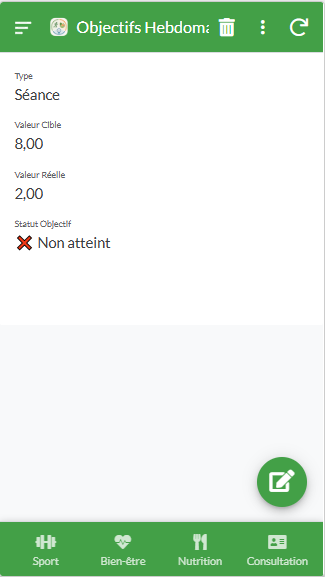 Objectifs Hebdoma
Type
Séance
Valeur Cible
8,00
Valeur Réelle
2,00
Statut Objectif
❌ Non atteint
Sport
Bien-être
Nutrition
Consultation